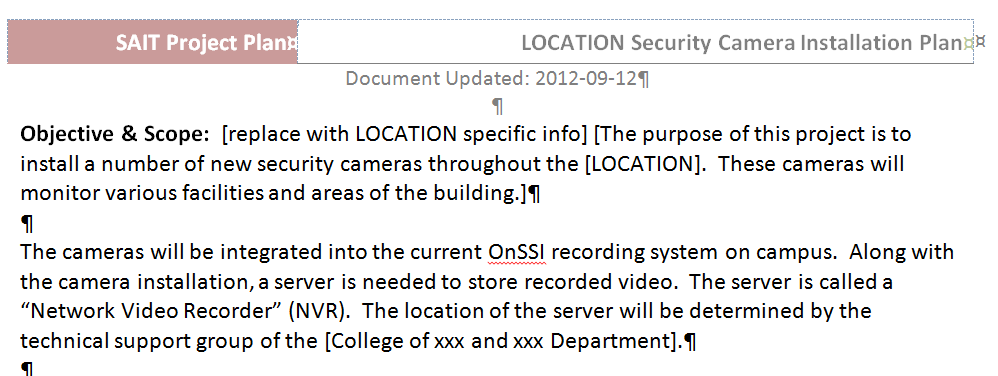 SAIT Project Plan¤ LOCATION Security Camera Installation Plan¤¤
Document Updated: 2012-09-12¶
¶
Objective & Scope:  [replace with LOCATION specific info] [The purpose of this project is to
install a number of new security cameras throughout the [LOCATION].  These cameras will
monitor various facilities and areas of the building.]¶
¶
The cameras will be integrated into the current OnSSI recording system on campus.  Along with
the camera installation, a server is needed to store recorded video.  The server is called a
“Network Video Recorder” (NVR).  The location of the server will be determined by the
technical support group of the [College of xxx and xxx Department].¶
¶